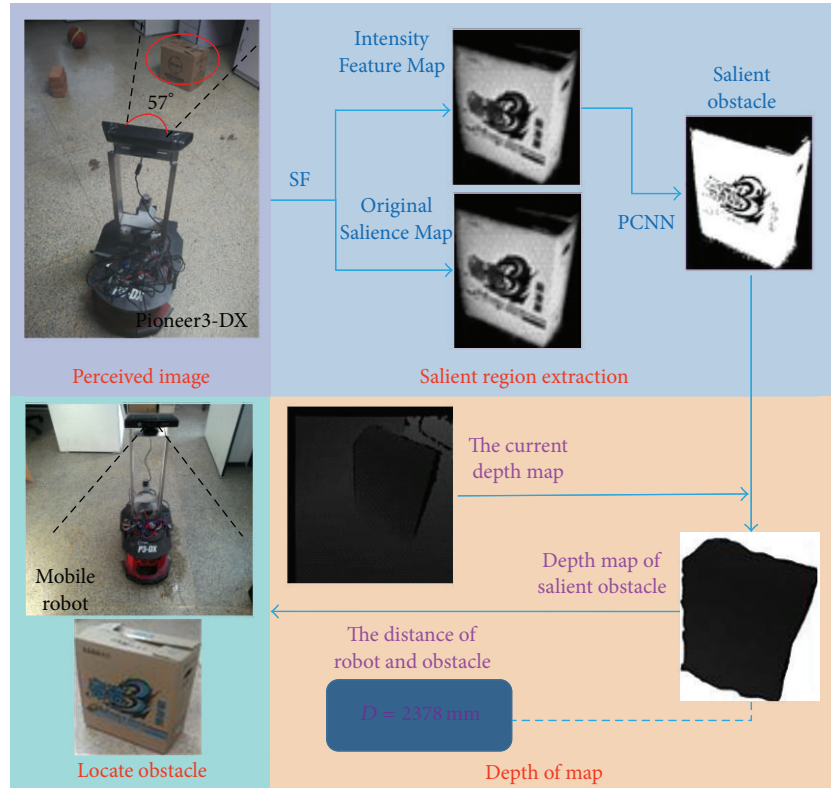 57°
Pioneer3-DX
Perceived image
SF
Intensity
Feature Map
Original
Salience Map
PCNN
Salient
obstacle
Salient region extraction
P3-DX
Mobile
robot
Locate obstacle
The current
depth map
Depth map of
salient obstacle
The distance of
robot and obstacle
D = 2378 mm
Depth of map